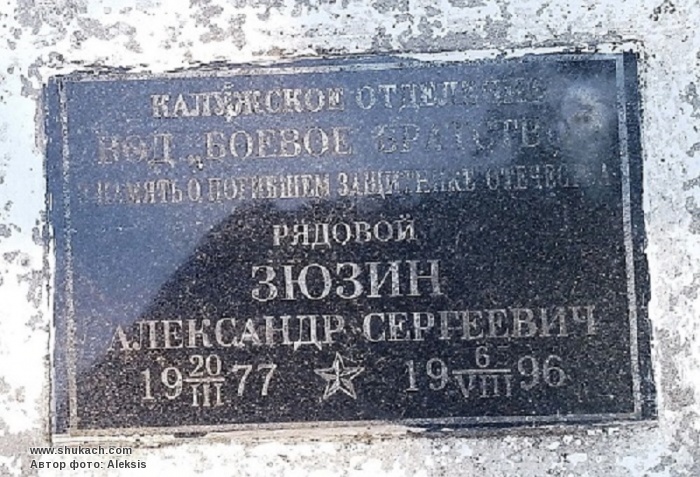 КАЛУЖСКОЕ ОТДЕЛЕНИЕ
ВОД „БОЕВОЕ БРАТСТВО"
В ПАМЯТЬ О ПОГИБШЕМ ЗАЩИТНИКЕ ОТЕЧЕСТВА
РЯДОВОЙ
ЗЮЗИН
АЛЕКСАНДР СЕРГЕЕВИЧ
19 20/III 77 19 6/VIII 96
www.shukach.com
Автор фото: Aleksis